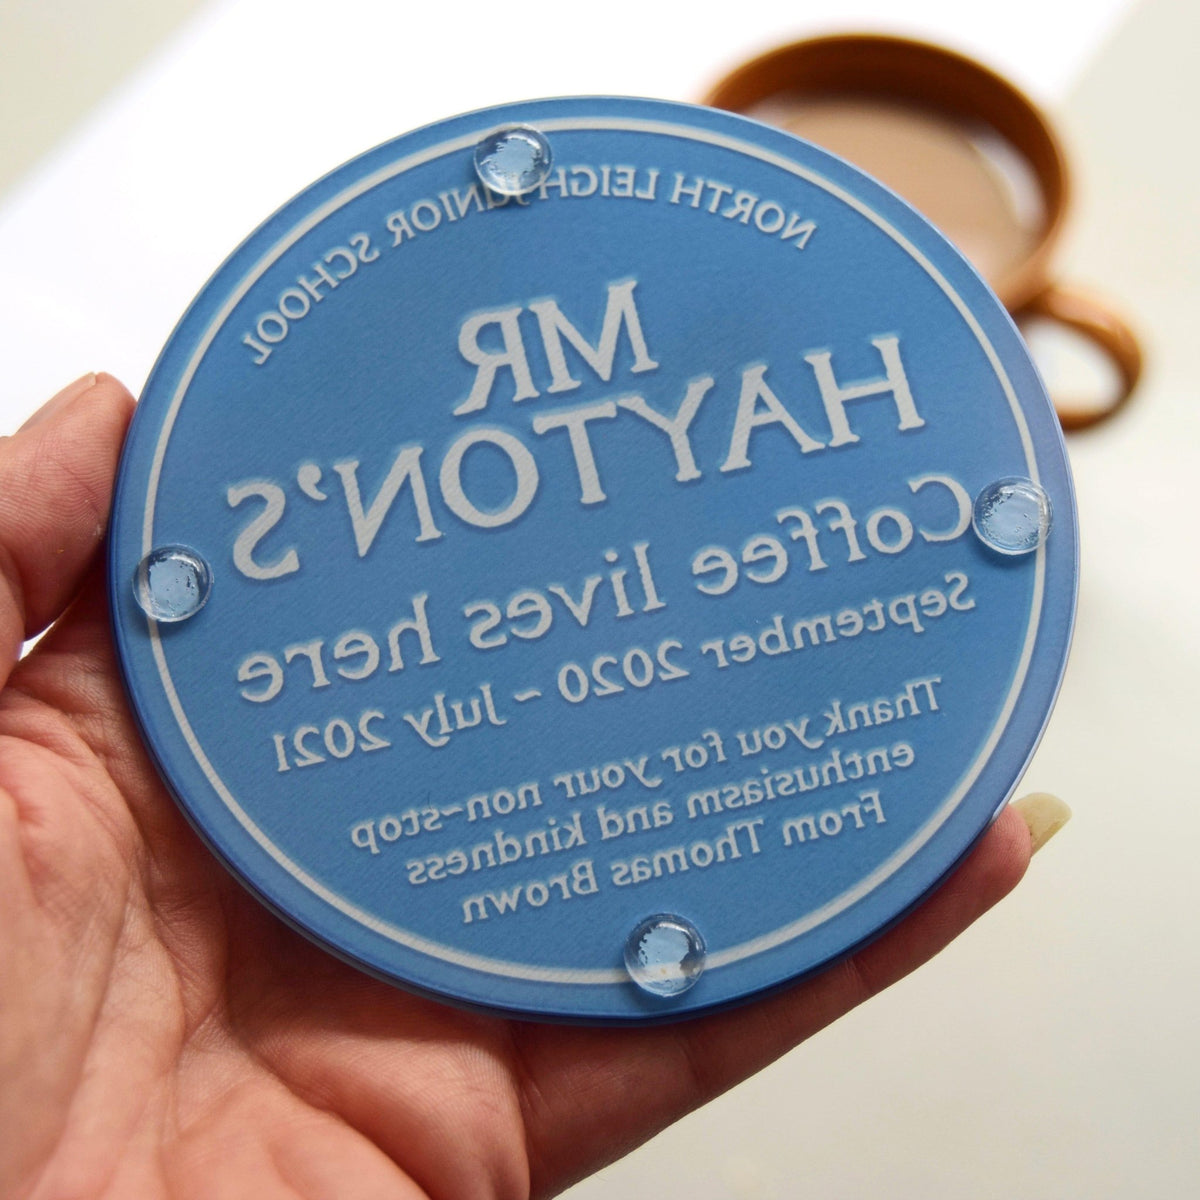 NORTH LEIGH JUNIOR SCHOOL
MR
HAYTON'S
Coffee lives here
September 2020 ~ July 2021
Thank you for your non-stop
enthusiasm and kindness
From Thomas Brown